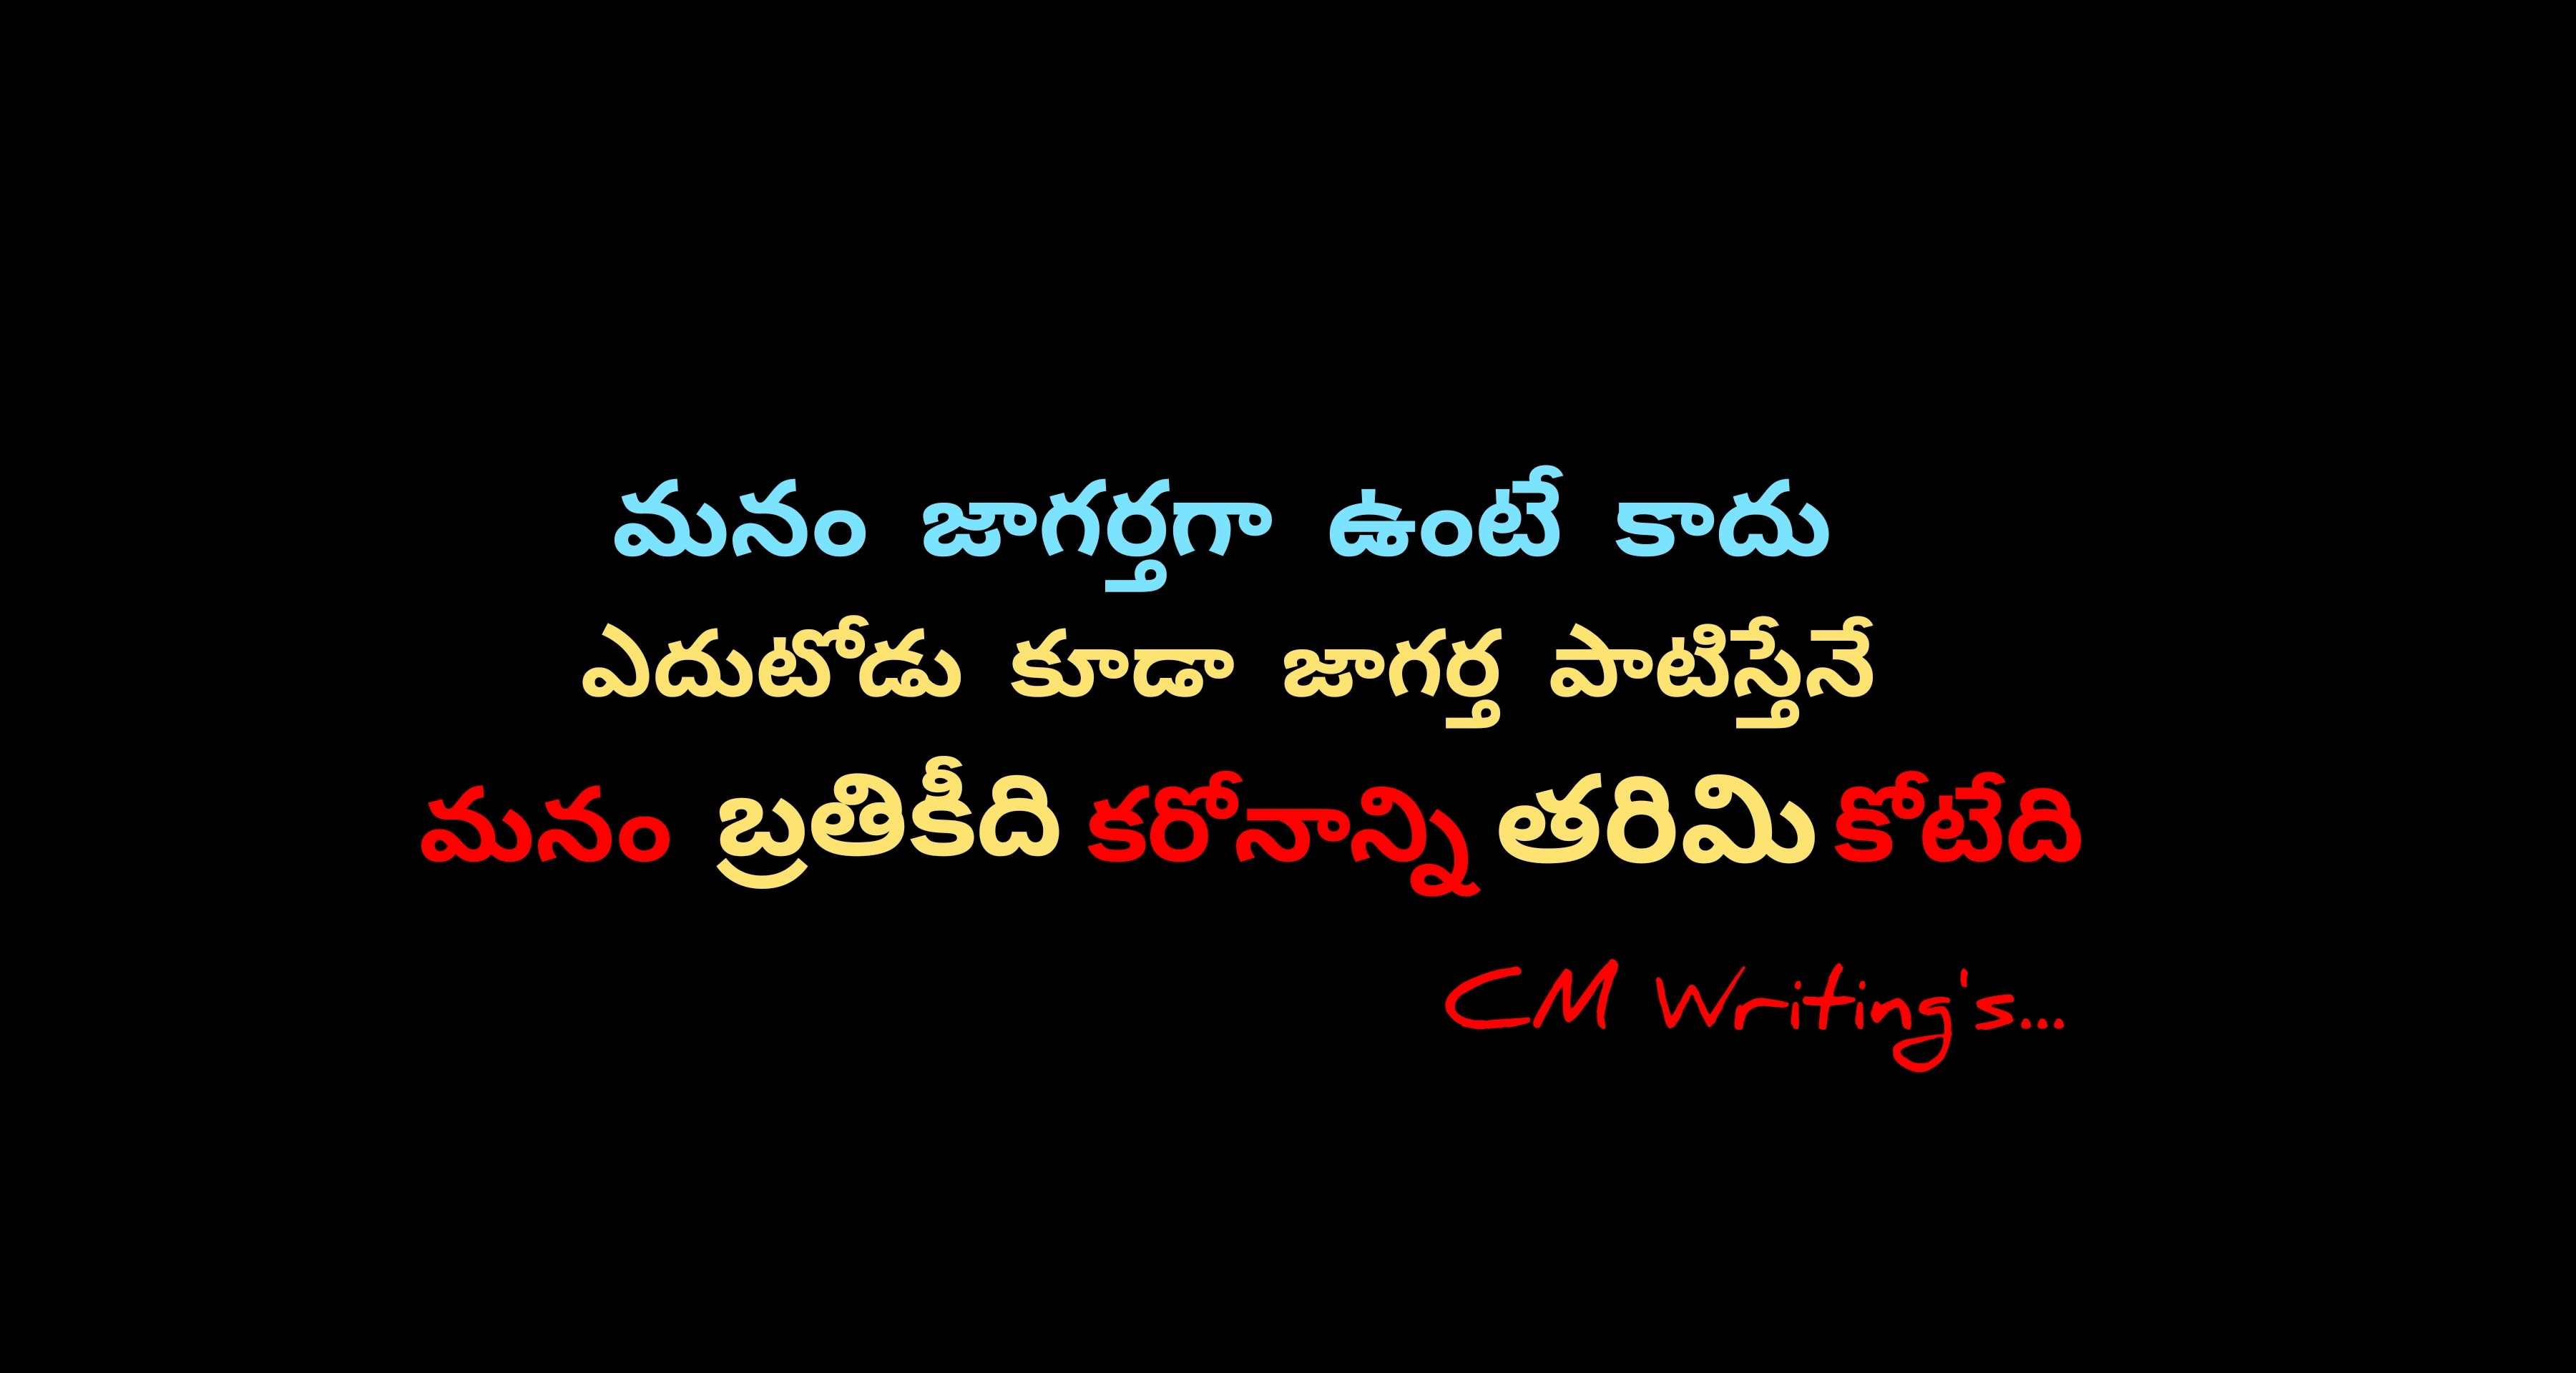 మనం జాగర్తగా ఉంటే కాదు
ఎదుటోడు కూడా జాగర్త పాటిస్తేనే
మనం బ్రతికీది కరోనాన్ని తరిమి కోటేది
CM Writing's...